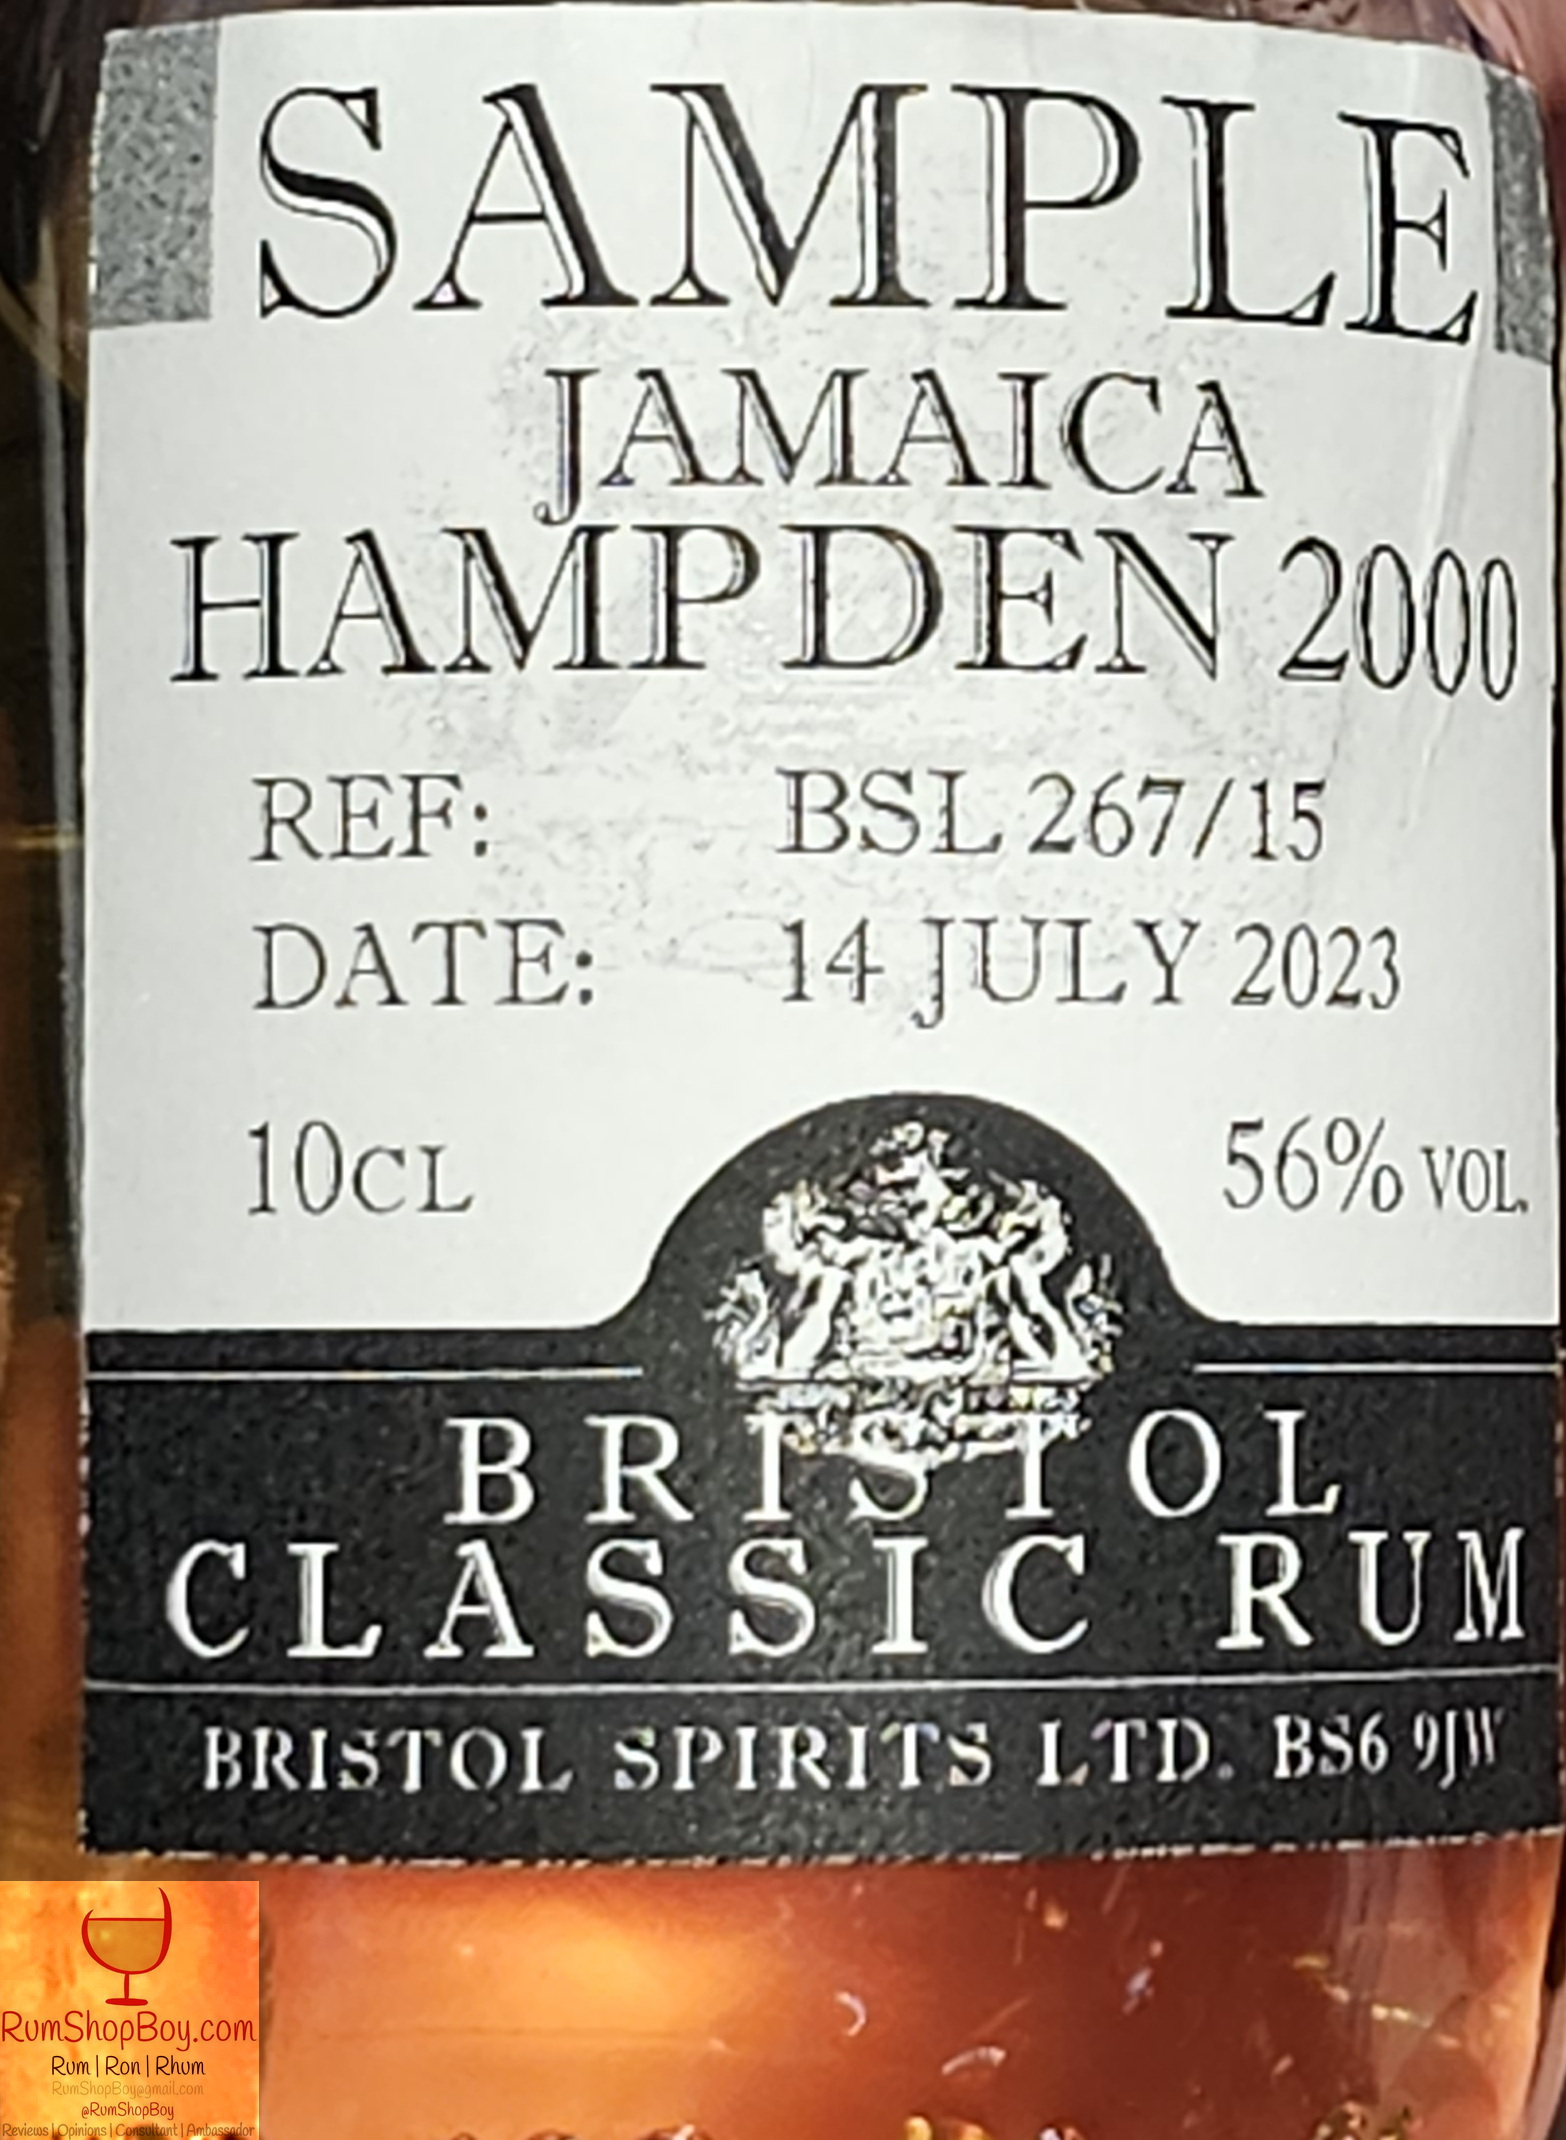 SAMPLE
JAMAICA
HAMPDEN 2000
REF: BSL 267/15
DATE: 14 JULY 2023
10CL 56% VOL.
BRISTOL
CLASSIC RUM
BRISTOL SPIRITS LTD. BS6 9JW
RumShopBoy.com
Rum | Ron | Rhum
RumShopBoy@gmail.com
@RumShopBoy
Reviews | Opinions | Consultant | Ambassador